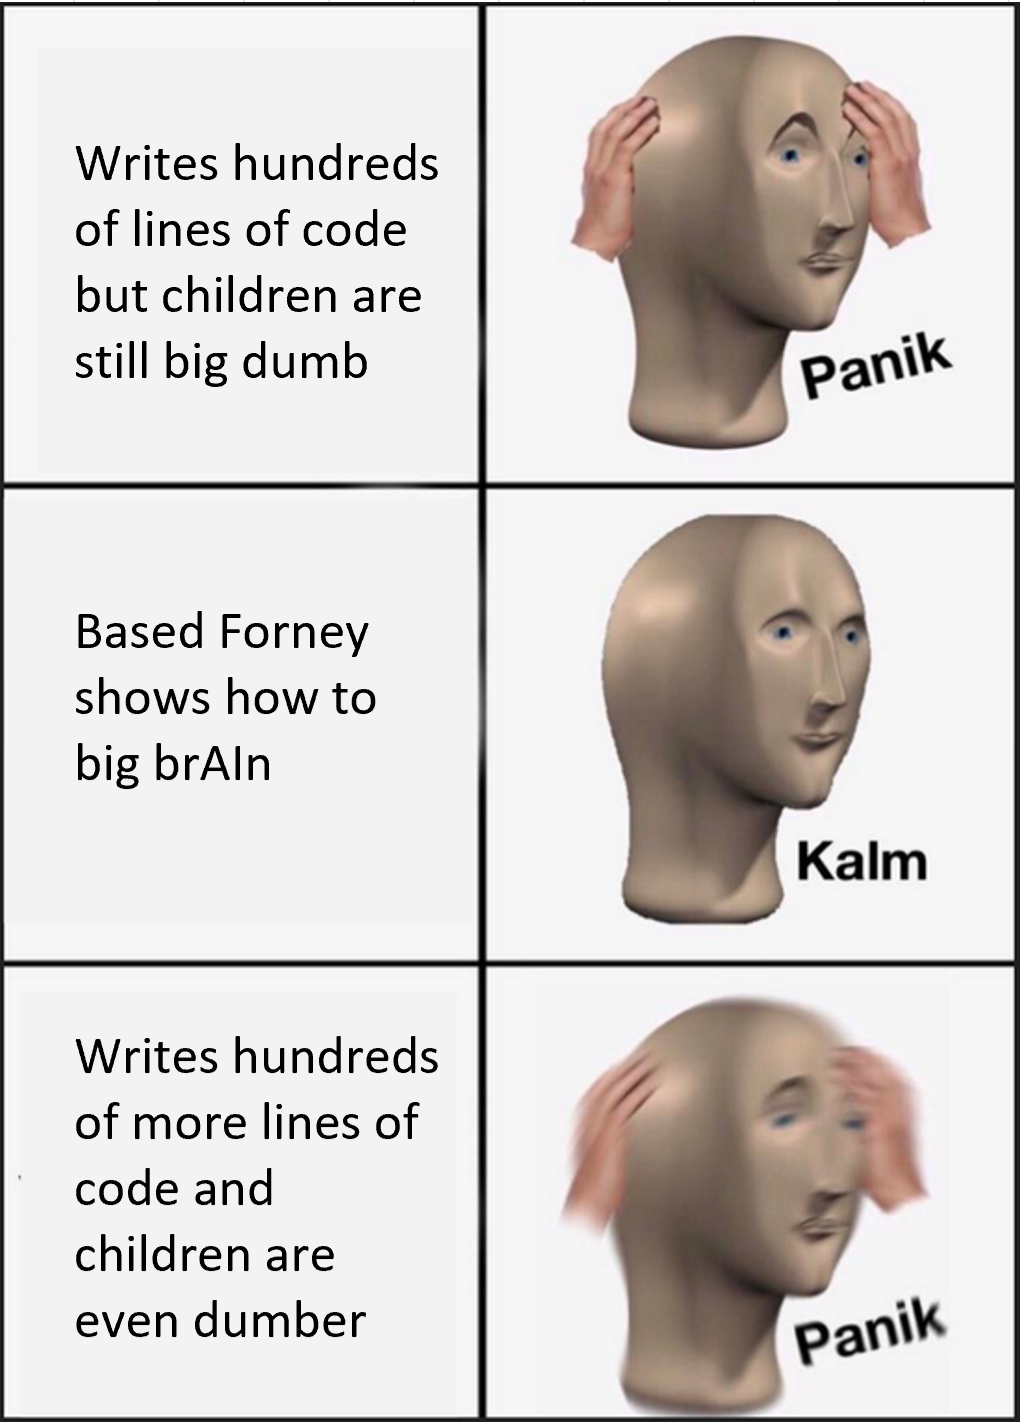 Writes hundreds
of lines of code
but children are
still big dumb
Panik
Based Forney
shows how to
big brAIn
Kalm
Writes hundreds
of more lines of
code and
children are
even dumber
Panik